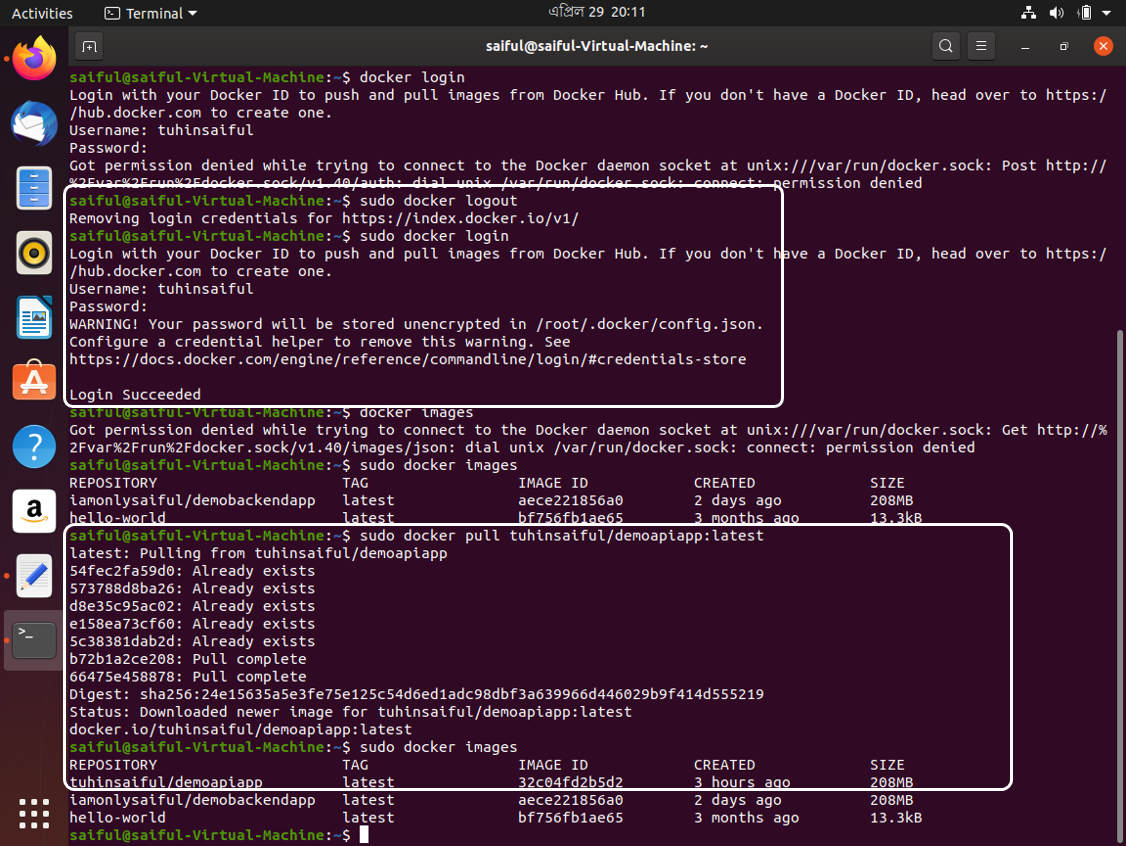 Activities
Terminal
এপ্রিল 29 20:11
saiful@saiful-Virtual-Machine: ~
saiful@saiful-Virtual-Machine:~$ docker login
Login with your Docker ID to push and pull images from Docker Hub. If you don't have a Docker ID, head over to https:/
/hub.docker.com to create one.
Username: tuhinsaiful
Password:
Got permission denied while trying to connect to the Docker daemon socket at unix:///var/run/docker.sock: Post http://
%2Fvar%2Frun%2Fdocker.sock/v1.40/auth: dial unix /var/run/docker.sock: connect: permission denied
saiful@saiful-Virtual-Machine:~$ sudo docker logout
Removing login credentials for https://index.docker.io/v1/
saiful@saiful-Virtual-Machine:~$ sudo docker login
Login with your Docker ID to push and pull images from Docker Hub. If you don't have a Docker ID, head over to https:/
/hub.docker.com to create one.
Username: tuhinsaiful
Password:
WARNING! Your password will be stored unencrypted in /root/.docker/config.json.
Configure a credential helper to remove this warning. See
https://docs.docker.com/engine/reference/commandline/login/#credentials-store
Login Succeeded
saiful@saiful-Virtual-Machine:~$ docker images
Got permission denied while trying to connect to the Docker daemon socket at unix:///var/run/docker.sock: Get http://%
2Fvar%2Frun%2Fdocker.sock/v1.40/images/json: dial unix /var/run/docker.sock: connect: permission denied
saiful@saiful-Virtual-Machine:~$ sudo docker images
REPOSITORY TAG IMAGE ID CREATED SIZE
iamonlysaiful/demobackendapp latest aece221856a0 2 days ago 208MB
hello-world latest bf756fb1ae65 3 months ago 13.3kB
saiful@saiful-Virtual-Machine:~$ sudo docker pull tuhinsaiful/demoapiapp:latest
latest: Pulling from tuhinsaiful/demoapiapp
54fec2fa59d0: Already exists
573788d8ba26: Already exists
d8e35c95ac02: Already exists
e158ea73cf60: Already exists
5c38381dab2d: Already exists
b72b1a2ce208: Pull complete
66475e458878: Pull complete
Digest: sha256:24e15635a5e3fe75e125c54d6ed1adc98dbf3a639966d446029b9f414d555219
Status: Downloaded newer image for tuhinsaiful/demoapiapp:latest
docker.io/tuhinsaiful/demoapiapp:latest
saiful@saiful-Virtual-Machine:~$ sudo docker images
REPOSITORY TAG IMAGE ID CREATED SIZE
tuhinsaiful/demoapiapp latest 32c04fd2b5d2 3 hours ago 208MB
iamonlysaiful/demobackendapp latest aece221856a0 2 days ago 208MB
hello-world latest bf756fb1ae65 3 months ago 13.3kB
saiful@saiful-Virtual-Machine:~$